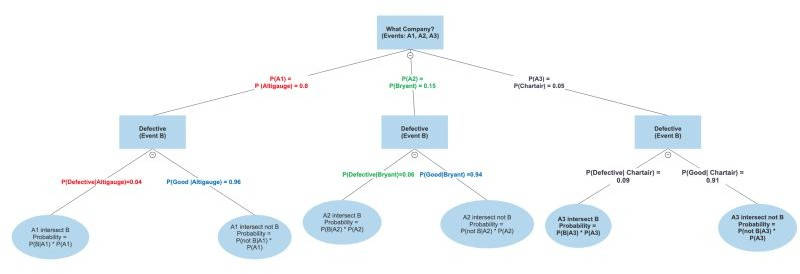 What Company?
(Events: A1, A2, A3)
P(A1) =
P (Altigauge) = 0.8
P(A2) =
P(Bryant) = 0.15
P(A3) =
P(Chartair) = 0.05
Defective
(Event B)
Defective
(Event B)
Defective
(Event B)
P(Defective|Altigauge)=0.04
P(Good |Altigauge) = 0.96
P(Defective|Bryant)=0.06
P(Good|Bryant) =0.94
P(Defective| Chartair) =
0.09
P(Good| Chartair) =
0.91
A1 intersect B
Probability =
P(B|A1) * P(A1)
A1 intersect not B
Probability =
P(not B|A1) *
P(A1)
A2 intersect B
Probability =
P(B|A2) * P(A2)
A2 intersect not B
Probability =
P(not B|A2) * P(A2)
A3 intersect B
Probability =
P(B|A3) * P(A3)
A3 intersect not B
Probability =
P(not B|A3) *
P(A3)